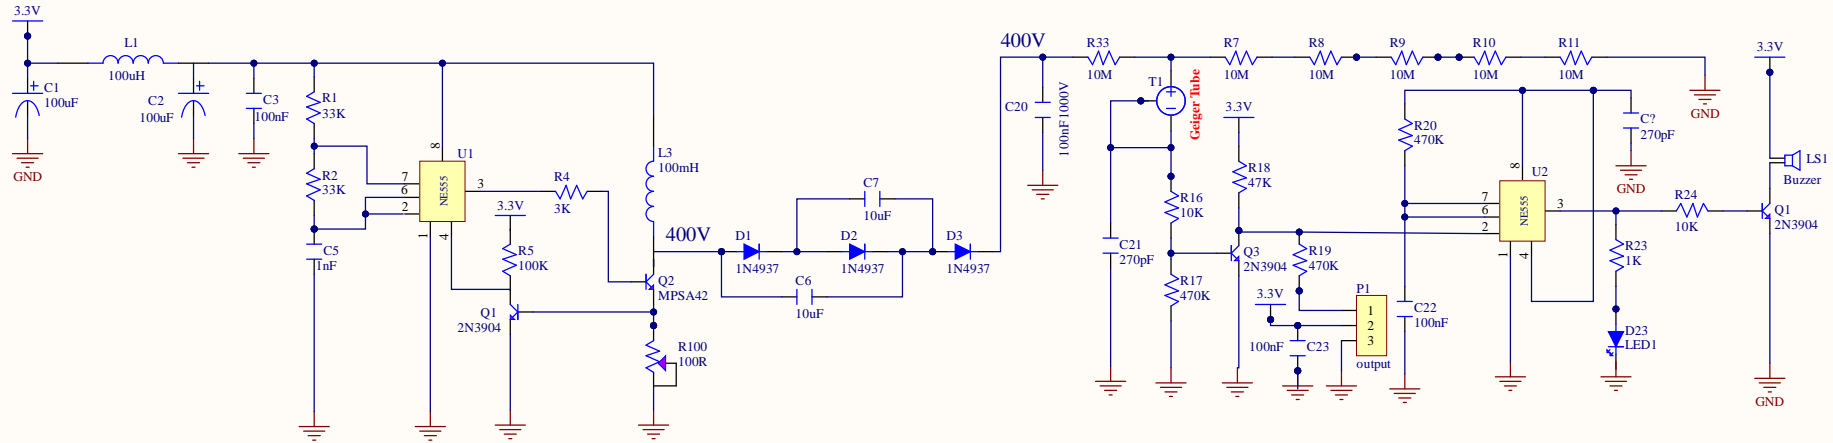 3.3V
C1
100uF
GND
L1
100uH
C2
100uF
GND
C3
100nF
GND
R1
33K
R2
33K
C5
1nF
U1
NE555
8
7
6
2
3
1
4
R4
3K
3.3V
R5
100K
Q1
2N3904
L3
100mH
400V
Q2
MPSA42
R100
100R
D1
1N4937
C7
10uF
D2
1N4937
C6
10uF
D3
1N4937
400V
C20
100nF1000V
R33
10M
T1
Geiger Tube
C21
270pF
R16
10K
R17
470K
R7
10M
R8
10M
R9
10M
R10
10M
R11
10M
GND
3.3V
R18
47K
Q3
2N3904
R19
470K
3.3V
100nF
C23
P1
1
2
3
output
R20
470K
C22
100nF
C?
270pF
GND
U2
NE555
8
7
6
2
3
1
4
R23
1K
D23
LED1
R24
10K
3.3V
LS1
Buzzer
Q1
2N3904
GND